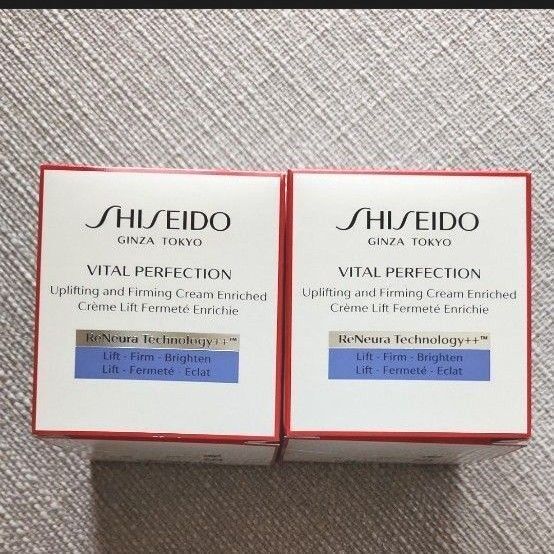 SHISEIDO
GINZA TOKYO
VITAL PERFECTION
Uplifting and Firming Cream Enriched
Crème Lift Fermeté Enrichie
ReNeura Technology++™
Lift - Firm - Brighten
Lift - Fermeté - Eclat
SHISEIDO
GINZA TOKYO
VITAL PERFECTION
Uplifting and Firming Cream Enriched
Crème Lift Fermeté Enrichie
ReNeura Technology++™
Lift - Firm - Brighten
Lift - Fermeté - Eclat